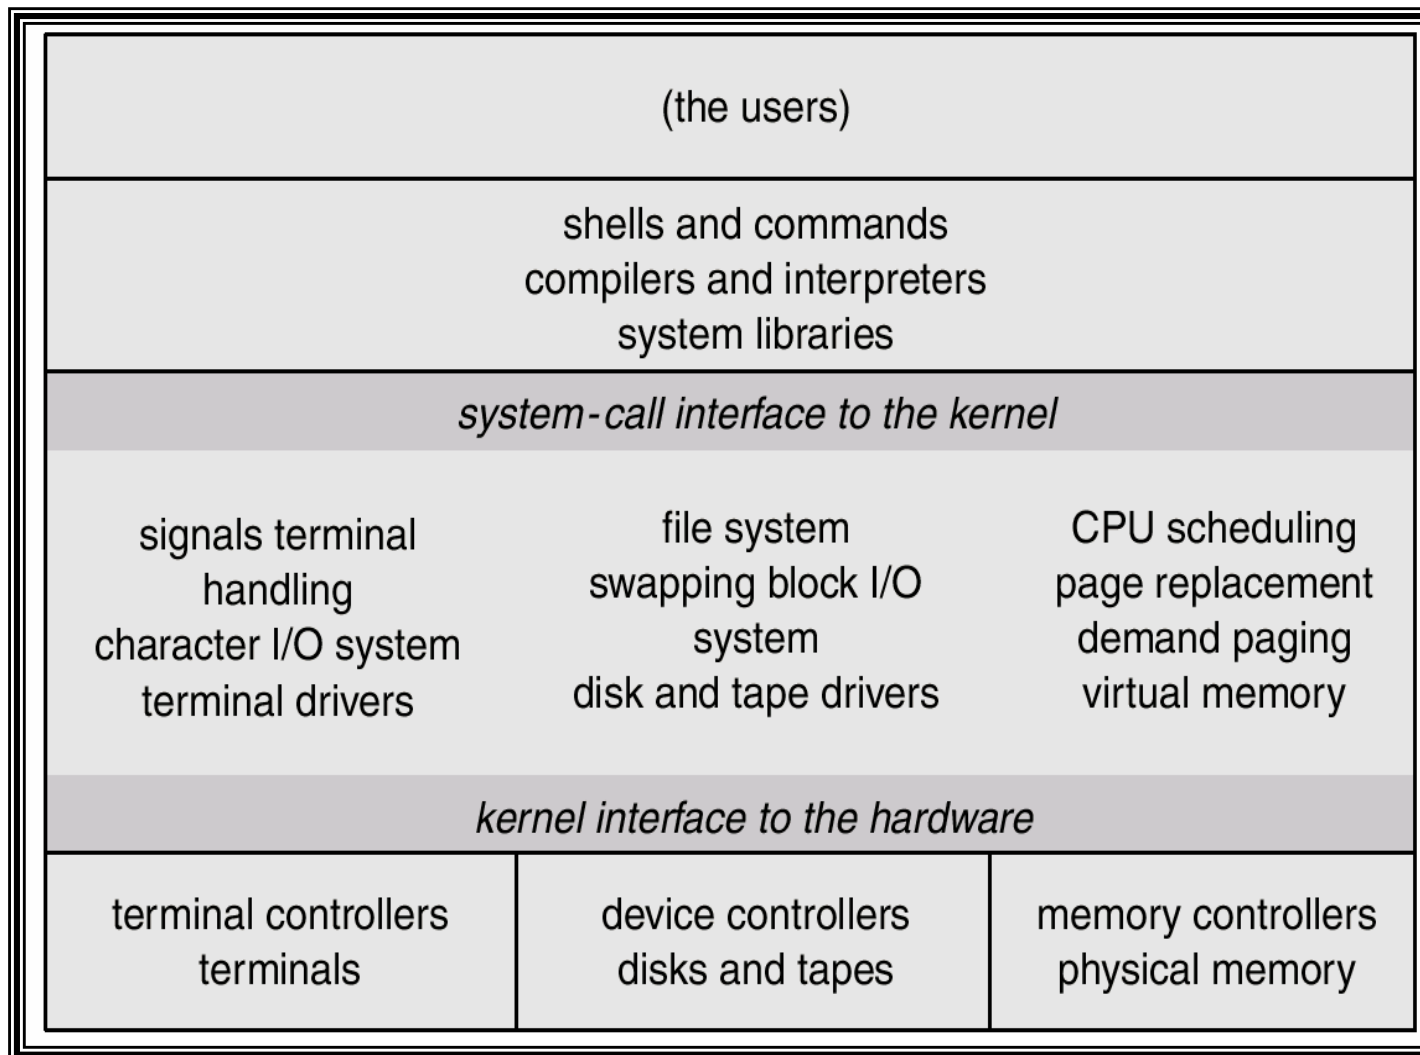 (the users)
shells and commands
compilers and interpreters
system libraries
system-call interface to the kernel
signals terminal
handling
character I/O system
terminal drivers
file system
swapping block I/O
system
disk and tape drivers
CPU scheduling
page replacement
demand paging
virtual memory
kernel interface to the hardware
terminal controllers
terminals
device controllers
disks and tapes
memory controllers
physical memory